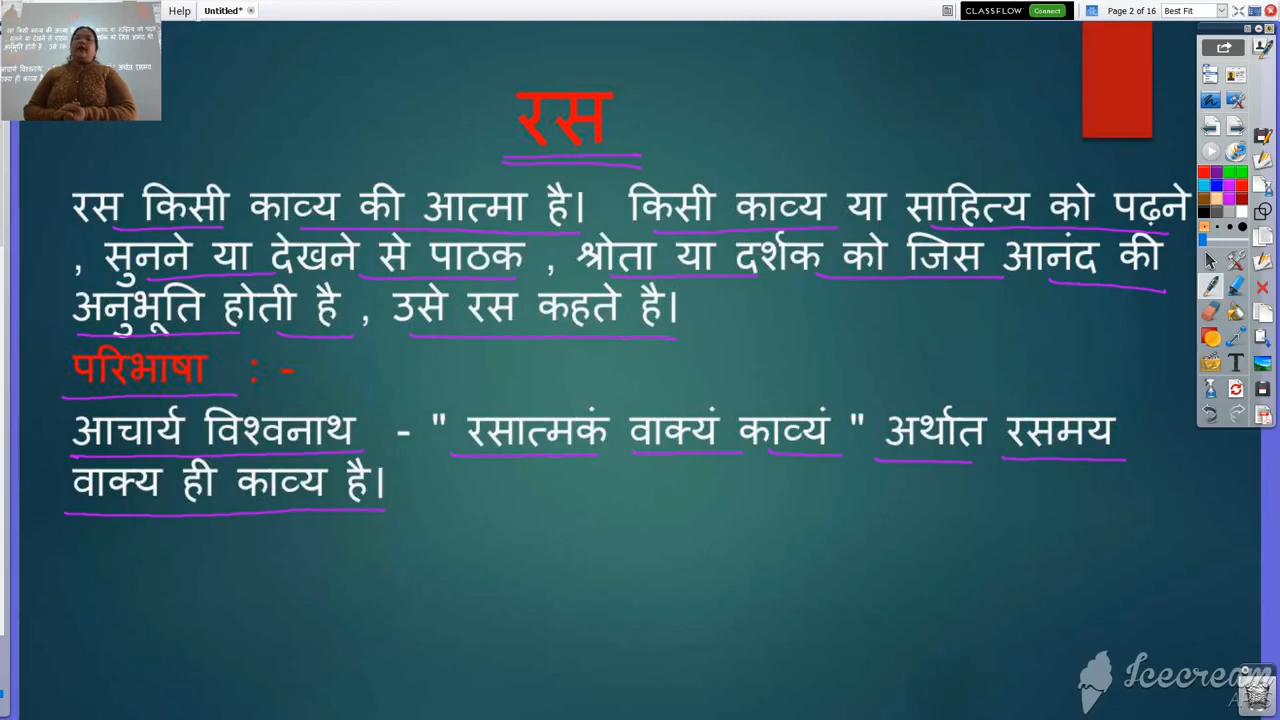 Help
Untitled*
CLASSFLOW Connect
Page 2 of 16
Best Fit
रस
रस किसी काव्य की आत्म है। किसी काव्य या साहित्य को पढ़ने
, सुनने या देखने से पाठक , श्रोता या दर्शक को जिस आनंद की
अनुभूति होती है , उसे रस कहते है।
परिभाषा : -
आचार्य विश्वनाथ - " रसात्मकं वाक्यं काव्यं " अर्थात रसमय
वाक्य ही काव्य है।
Icecream
APPS